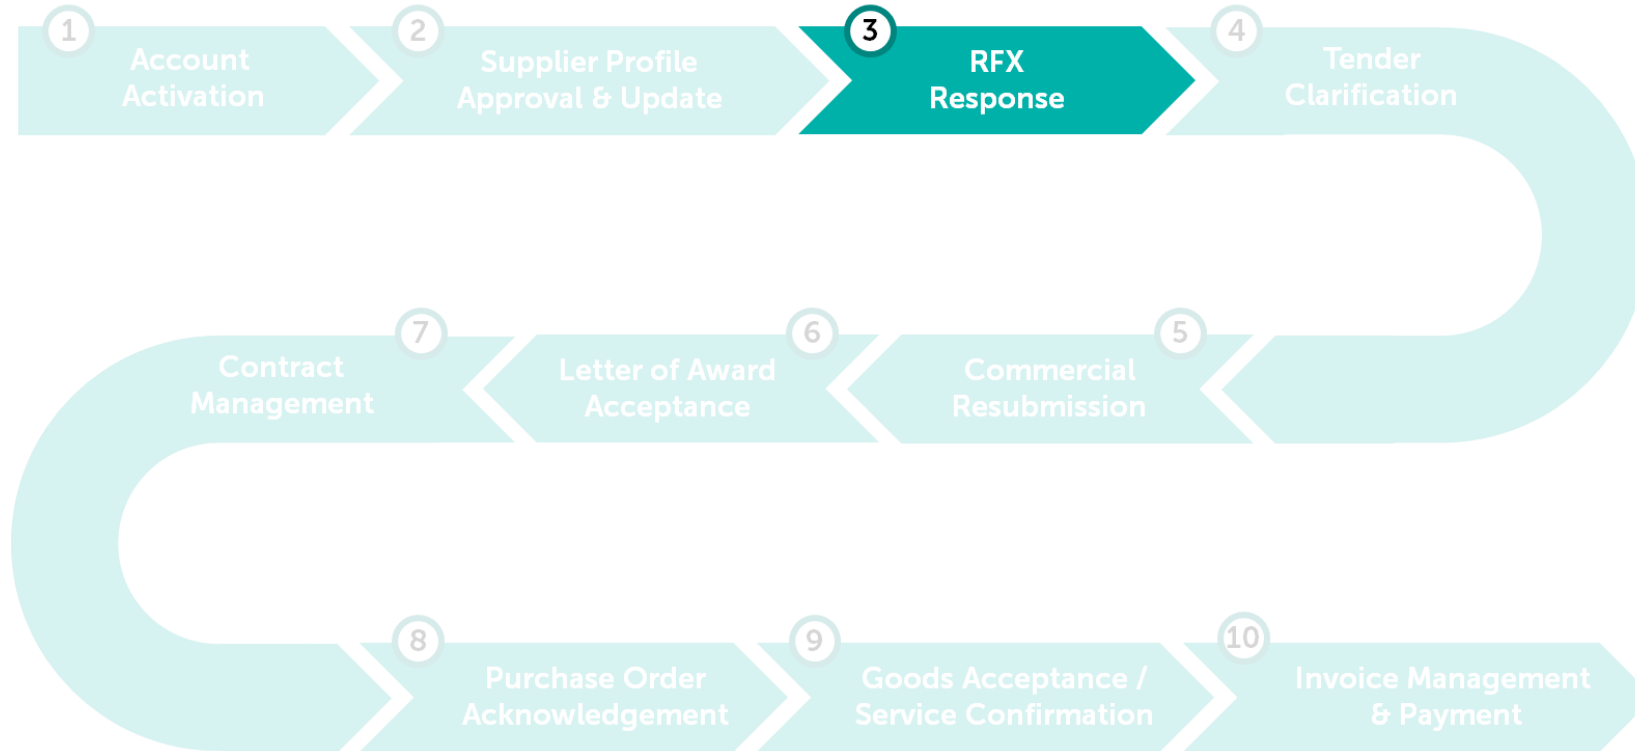 1
Account
Activation
2
Supplier Profile
Approval & Update
3
RFX
Response
4
Tender
Clarification
5
Commercial
Resubmission
6
Letter of Award
Acceptance
7
Contract
Management
8
Purchase Order
Acknowledgement
9
Goods Acceptance /
Service Confirmation
10
Invoice Management
& Payment